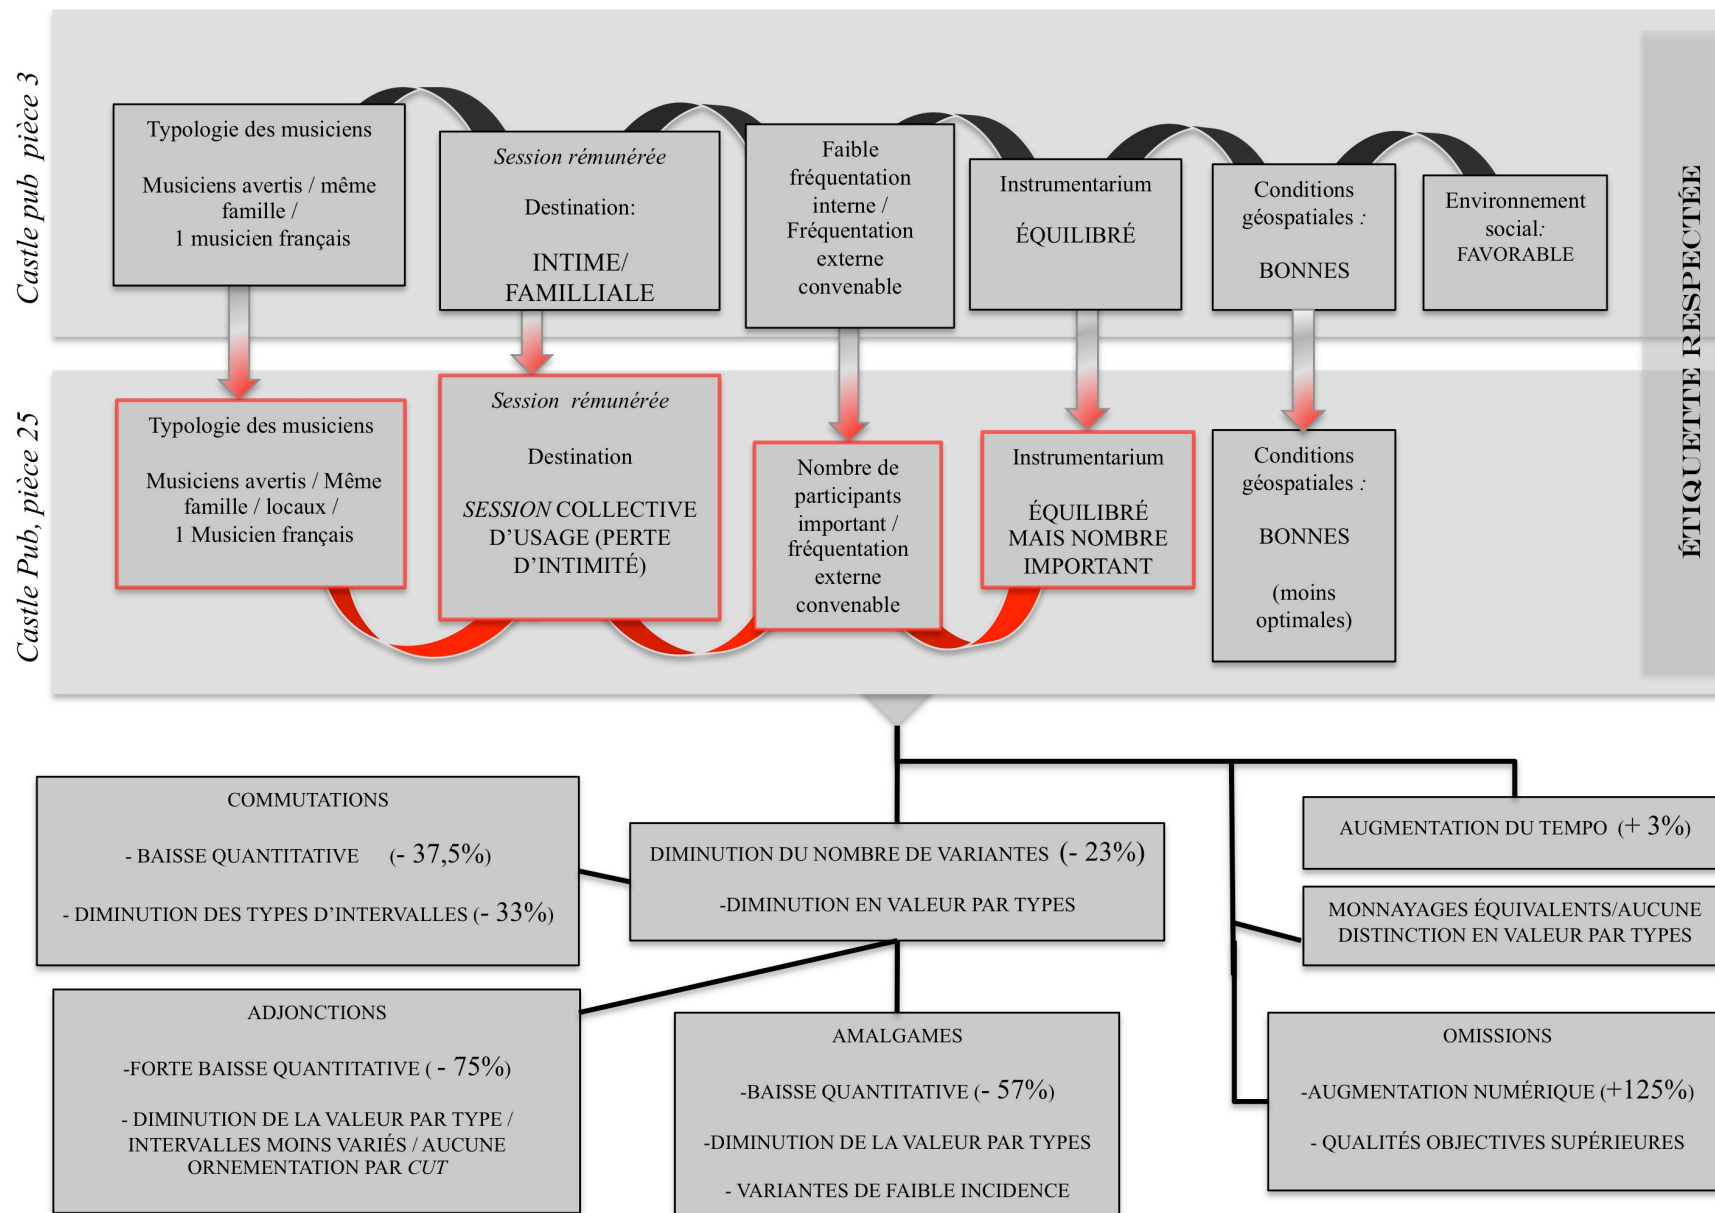 Castle pub pièce 3
Typologie des musiciens
Musiciens avertis / même
famille /
1 musicien français
Session rémunérée
Destination:
INTIME/
FAMILLIALE
Faible
fréquentation
interne /
Fréquentation
externe
convenable
Instrumentarium
ÉQUILIBRÉ
Conditions
géospatiales :
BONNES
Environnement
social:
FAVORABLE
ÉTIQUETTE RESPECTÉE
Castle Pub, pièce 25
Typologie des musiciens
Musiciens avertis / Même
famille / locaux /
1 Musicien français
Session rémunérée
Destination
SESSION COLLECTIVE
D’USAGE (PERTE
D’INTIMITÉ)
Nombre de
participants
important /
fréquentation
externe
convenable
Instrumentarium
ÉQUILIBRÉ
MAIS NOMBRE
IMPORTANT
Conditions
géospatiales :
BONNES
(moins
optimales)
COMMUTATIONS
- BAISSE QUANTITATIVE (- 37,5%)
- DIMINUTION DES TYPES D’INTERVALLES (- 33%)
DIMINUTION DU NOMBRE DE VARIANTES (- 23%)
-DIMINUTION EN VALEUR PAR TYPES
AUGMENTATION DU TEMPO (+ 3%)
MONNAYAGES ÉQUIVALENTS/AUCUNE
DISTINCTION EN VALEUR PAR TYPES
ADJONCTIONS
-FORTE BAISSE QUANTITATIVE ( - 75%)
- DIMINUTION DE LA VALEUR PAR TYPE /
INTERVALLES MOINS VARIÉS / AUCUNE
ORNEMENTATION PAR CUT
AMALGAMES
-BAISSE QUANTITATIVE (- 57%)
-DIMINUTION DE LA VALEUR PAR TYPES
- VARIANTES DE FAIBLE INCIDENCE
OMISSIONS
-AUGMENTATION NUMÉRIQUE (+125%)
- QUALITÉS OBJECTIVES SUPÉRIEURES